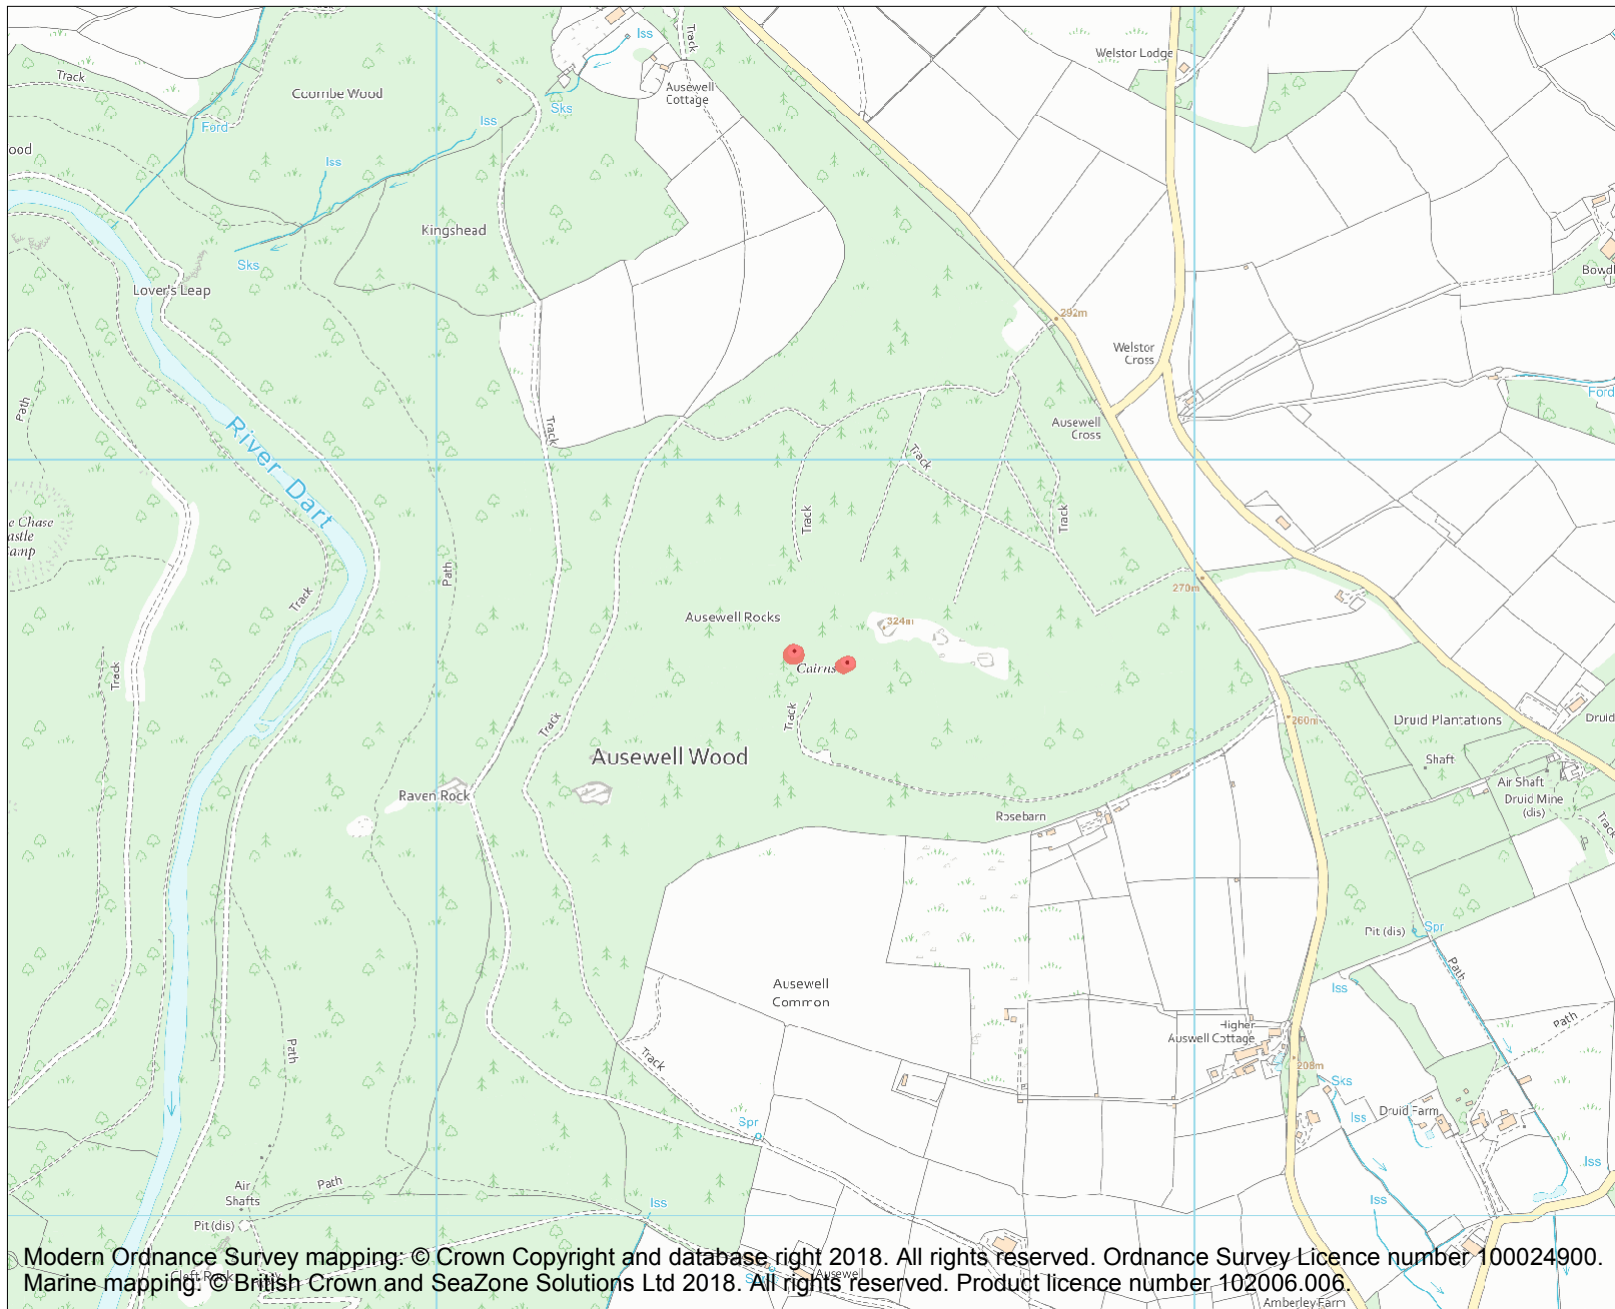 Track
Iss
Track
Welstor Lodge
Coombe Wood
Ausewell
Cottage
Sks
Ford
Iss
ood
Iss
Kingshead
Sks
Lover's Leap
Bowd
292m
Welstor
Cross
Ford
Path
Track
Ausewell
Cross
River Dart
Track
e Chase
astle
amp
Track
Track
Path
270m
Track
Ausewell Rocks
324m
Track
Cairns
Track
Track
260m
Druid Plantations
Druid
Ausewell Wood
Shaft
Air Shaft
Raven Rock
Druid Mine
(dis)
Rosebarn
Track
Pit (dis)
Spr
Path
Ausewell
Common
Iss
Path
Higher
Auswell Cottage
Path
Track
208m
Sks
Druid Farm
Iss
Spr
Iss
Path
Air
Shafts
Iss
Iss
Pit (dis)
Modern Ordnance Survey mapping: © Crown Copyright and database right 2018. All rights reserved. Ordnance Survey Licence number 100024900.
Cleft Rock
Ausewell
Marine mapping: © British Crown and SeaZone Solutions Ltd 2018. All rights reserved. Product licence number 102006.006.
Amberley Farm